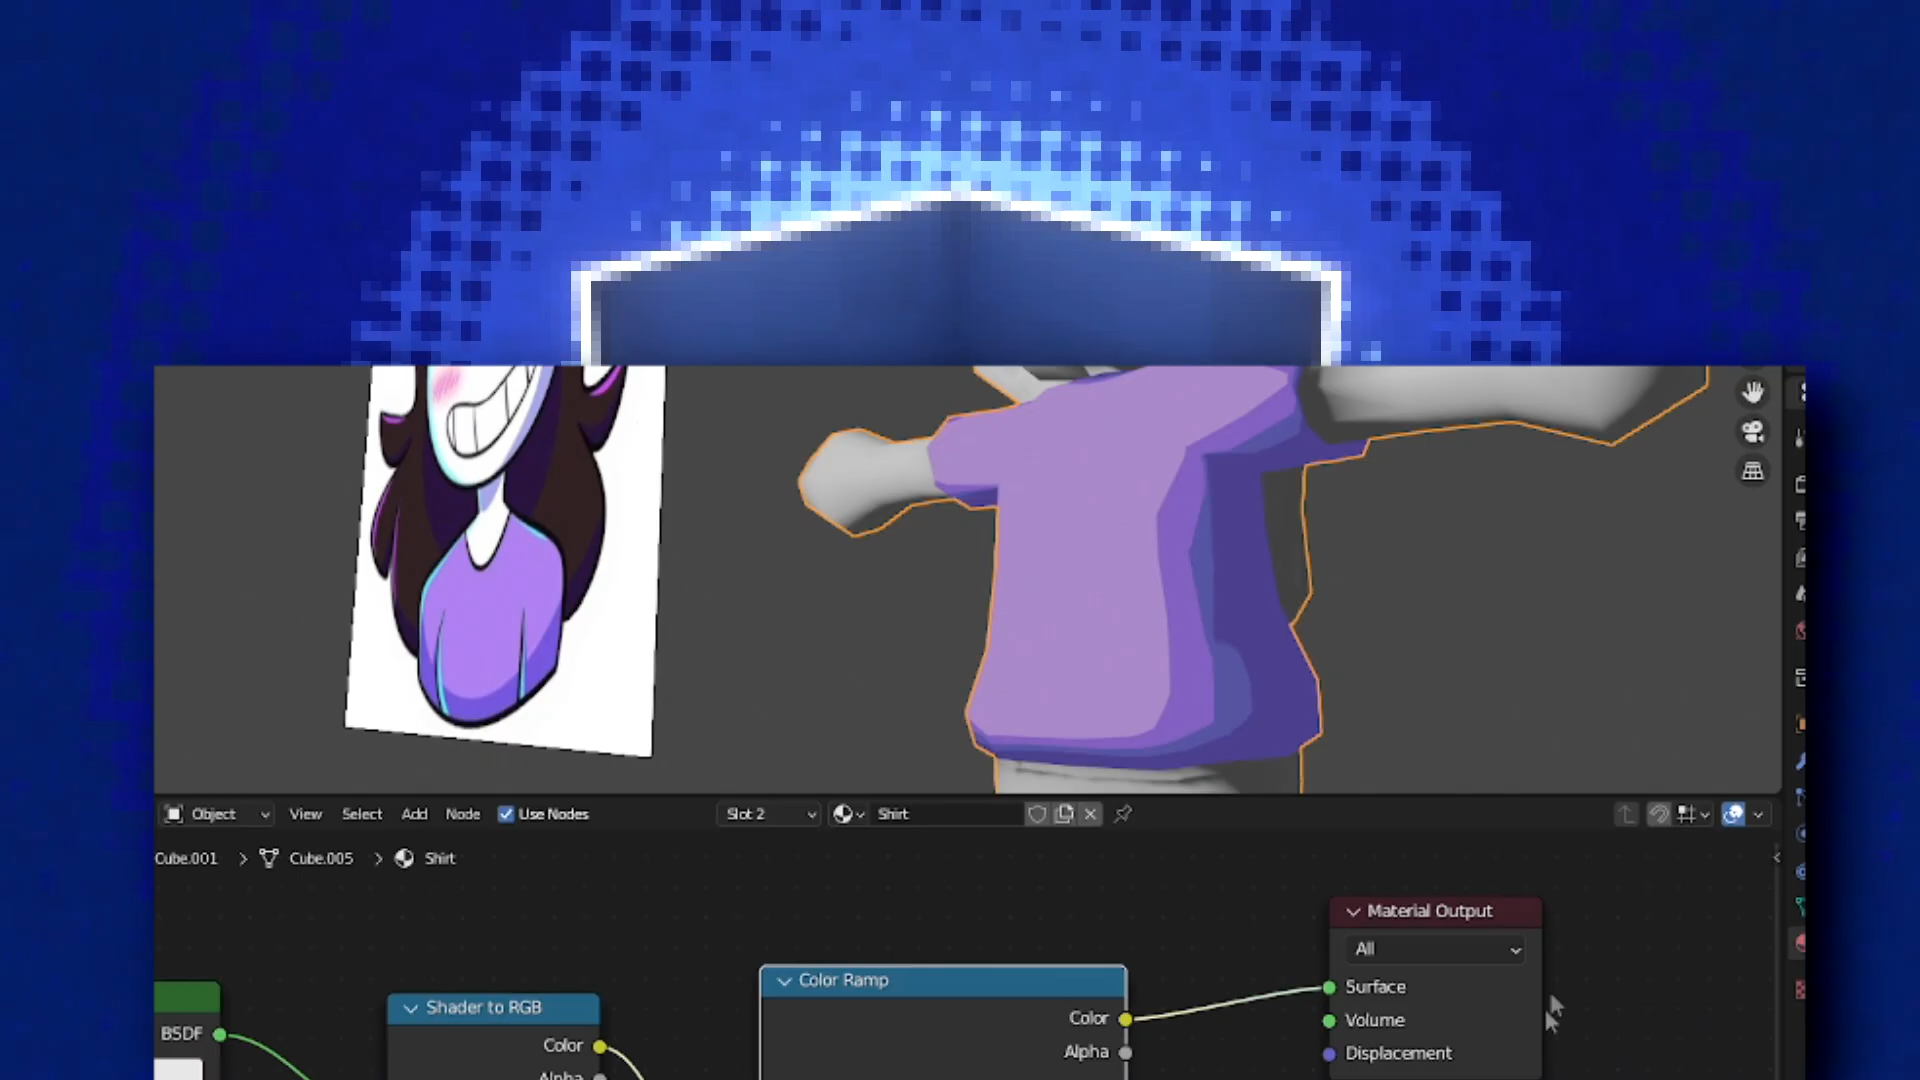 Object View Select Add Node Use Nodes Slot 2 Shirt
Cube.001 > Cube.005 > Shirt
Material Output
All
Color Ramp
Surface
Shader to RGB
Color
Volume
BSDF
Color
Alpha
Displacement
Alpha